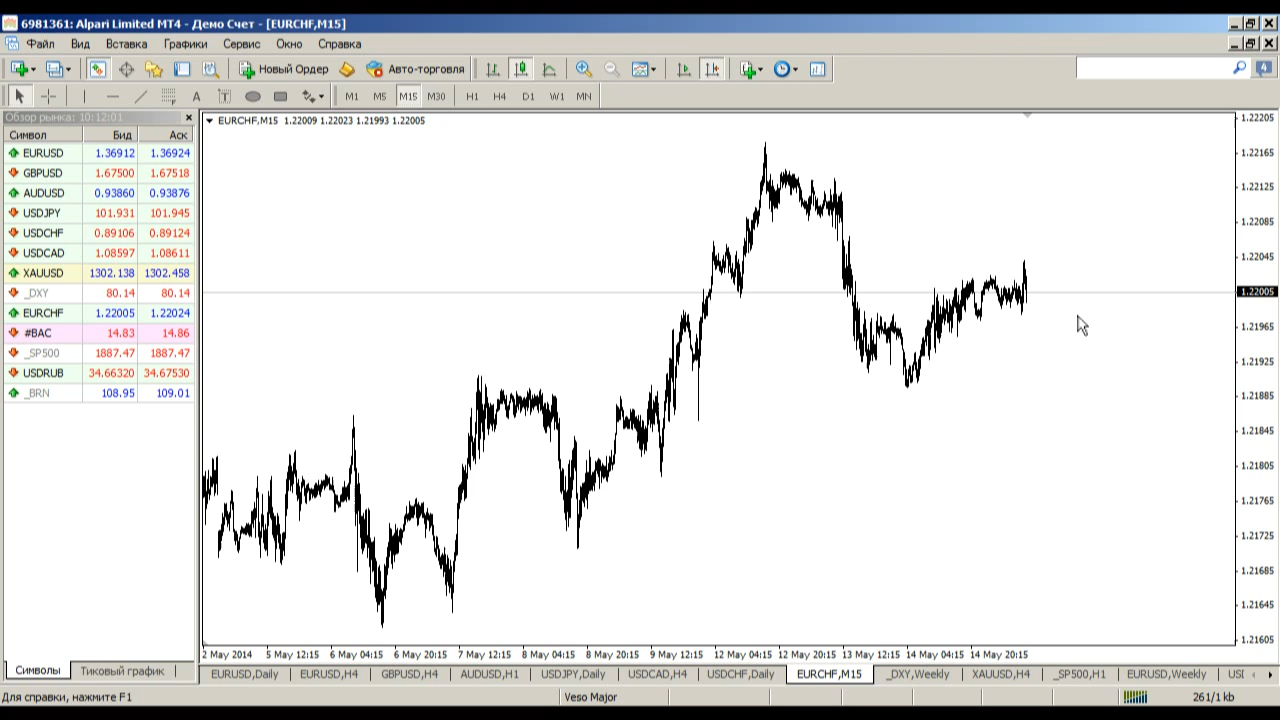 6981361: Alpari Limited MT4 - Демо Счет - [EURCHF,M15]
Файл Вид Вставка Графики Сервис Окно Справка
Новый Ордер Авто-торговля 4
A T M1 M5 M15 M30 H1 H4 D1 W1 MN
Обзор рынка: 10:12:01
Символ Бид Аск
EURUSD 1.36912 1.36924
GBPUSD 1.67500 1.67518
AUDUSD 0.93860 0.93876
USDJPY 101.931 101.945
USDCHF 0.89106 0.89124
USDCAD 1.08597 1.08611
XAUUSD 1302.138 1302.458
_DXY 80.14 80.14
EURCHF 1.22005 1.22024
#BAC 14.83 14.86
_SP500 1887.47 1887.47
USDRUB 34.66320 34.67530
_BRN 108.95 109.01
Символы Тиковый график
EURCHF,M15 1.22009 1.22023 1.21993 1.22005
1.22205
1.22165
1.22125
1.22085
1.22045
1.22005
1.21965
1.21925
1.21885
1.21845
1.21805
1.21765
1.21725
1.21685
1.21645
1.21605
2 May 2014 5 May 12:15 6 May 04:15 6 May 20:15 7 May 12:15 8 May 04:15 8 May 20:15 9 May 12:15 12 May 04:15 12 May 20:15 13 May 12:15 14 May 04:15 14 May 20:15
EURUSD,Daily EURUSD,H4 GBPUSD,H4 AUDUSD,H1 USDJPY,Daily USDCAD,H4 USDCHF,Daily EURCHF,M15 _DXY,Weekly XAUUSD,H4 _SP500,H1 EURUSD,Weekly
Для справки, нажмите F1 Veso Major 261/1 kb